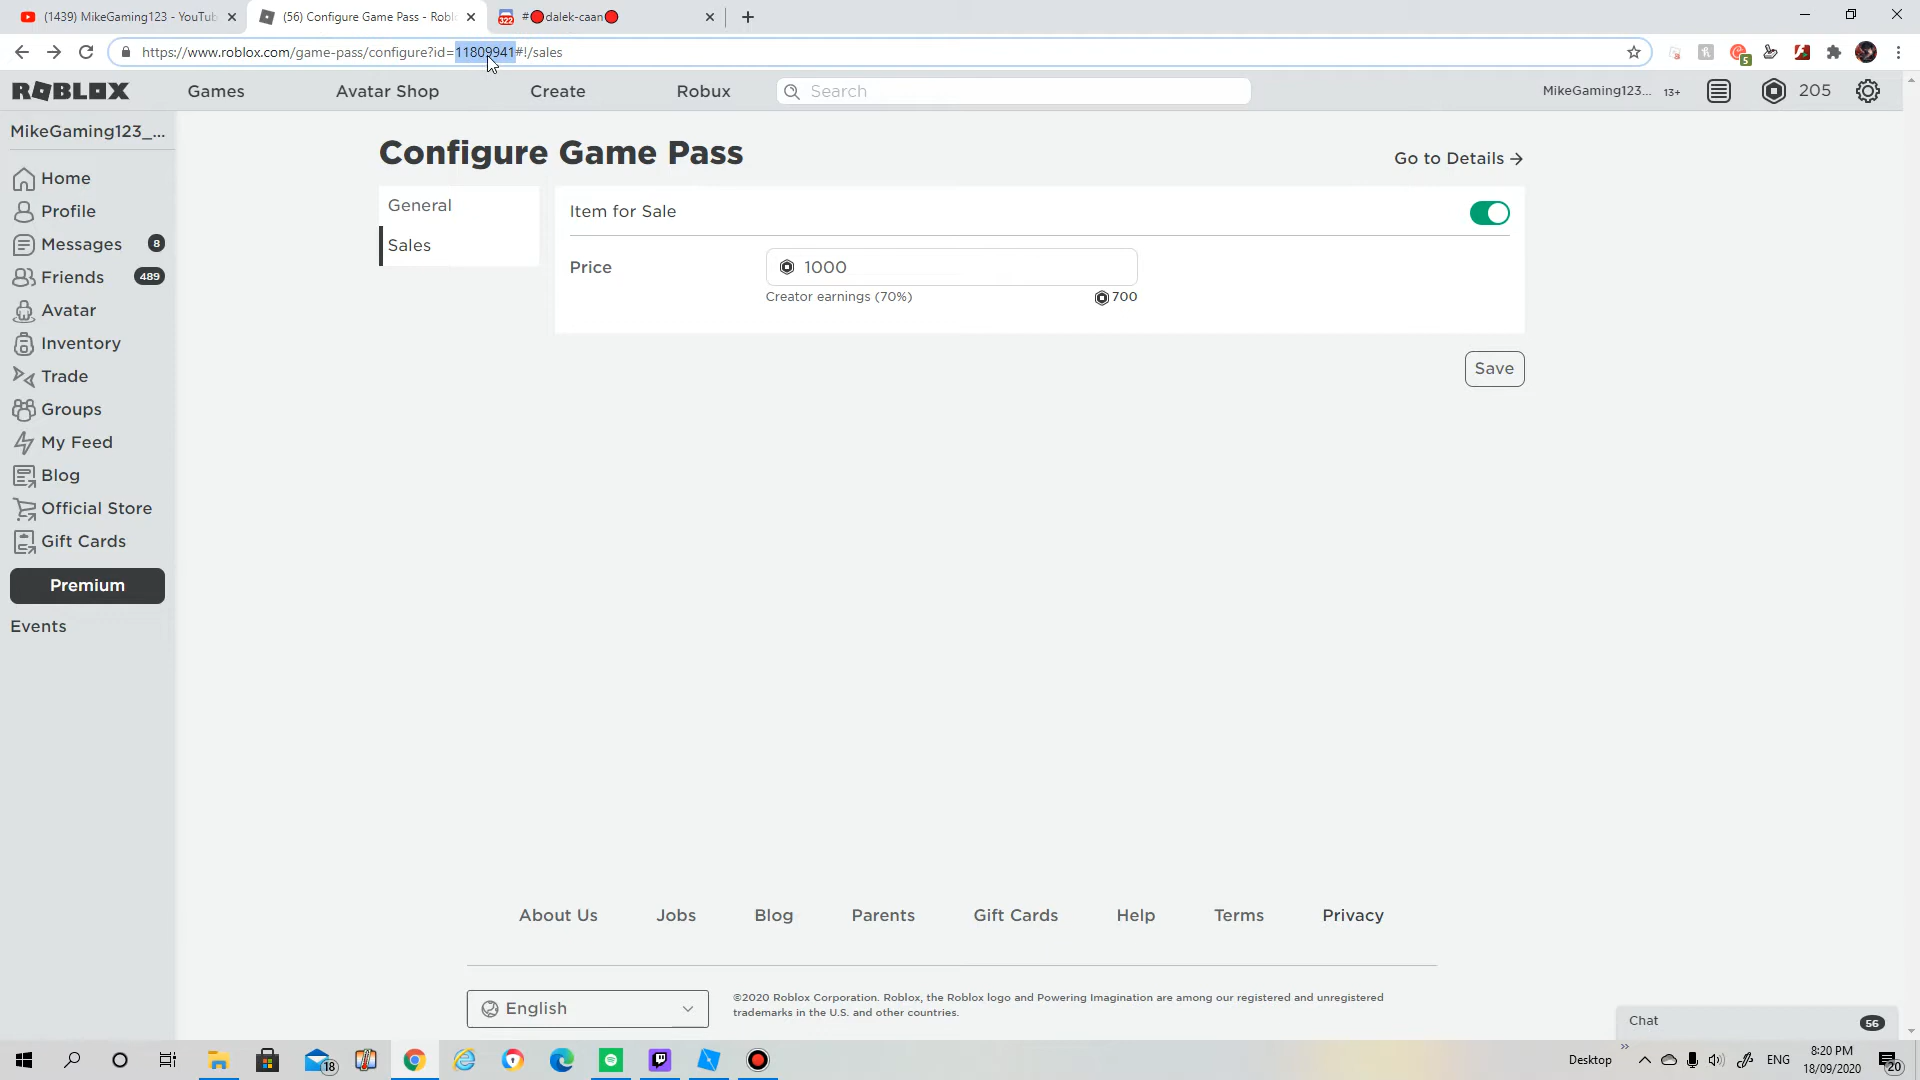 (1439) MikeGaming123 - YouTub
(56) Configure Game Pass - Roblo
322
#🔴dalek-caan🔴
https://www.roblox.com/game-pass/configure?id=11809941#!/sales
5
ROBLOX
Games
Avatar Shop
Create
Robux
Search
MikeGaming123... 13+
205
MikeGaming123_...
Home
Profile
Messages 8
Friends 489
Avatar
Inventory
Trade
Groups
My Feed
Blog
Official Store
Gift Cards
Premium
Events
Configure Game Pass
Go to Details →
General
Sales
Item for Sale
Price
1000
Creator earnings (70%)
700
Save
About Us
Jobs
Blog
Parents
Gift Cards
Help
Terms
Privacy
English
©2020 Roblox Corporation. Roblox, the Roblox logo and Powering Imagination are among our registered and unregistered
trademarks in the U.S. and other countries.
Chat
56
18
Desktop
ENG
8:20 PM
18/09/2020
20